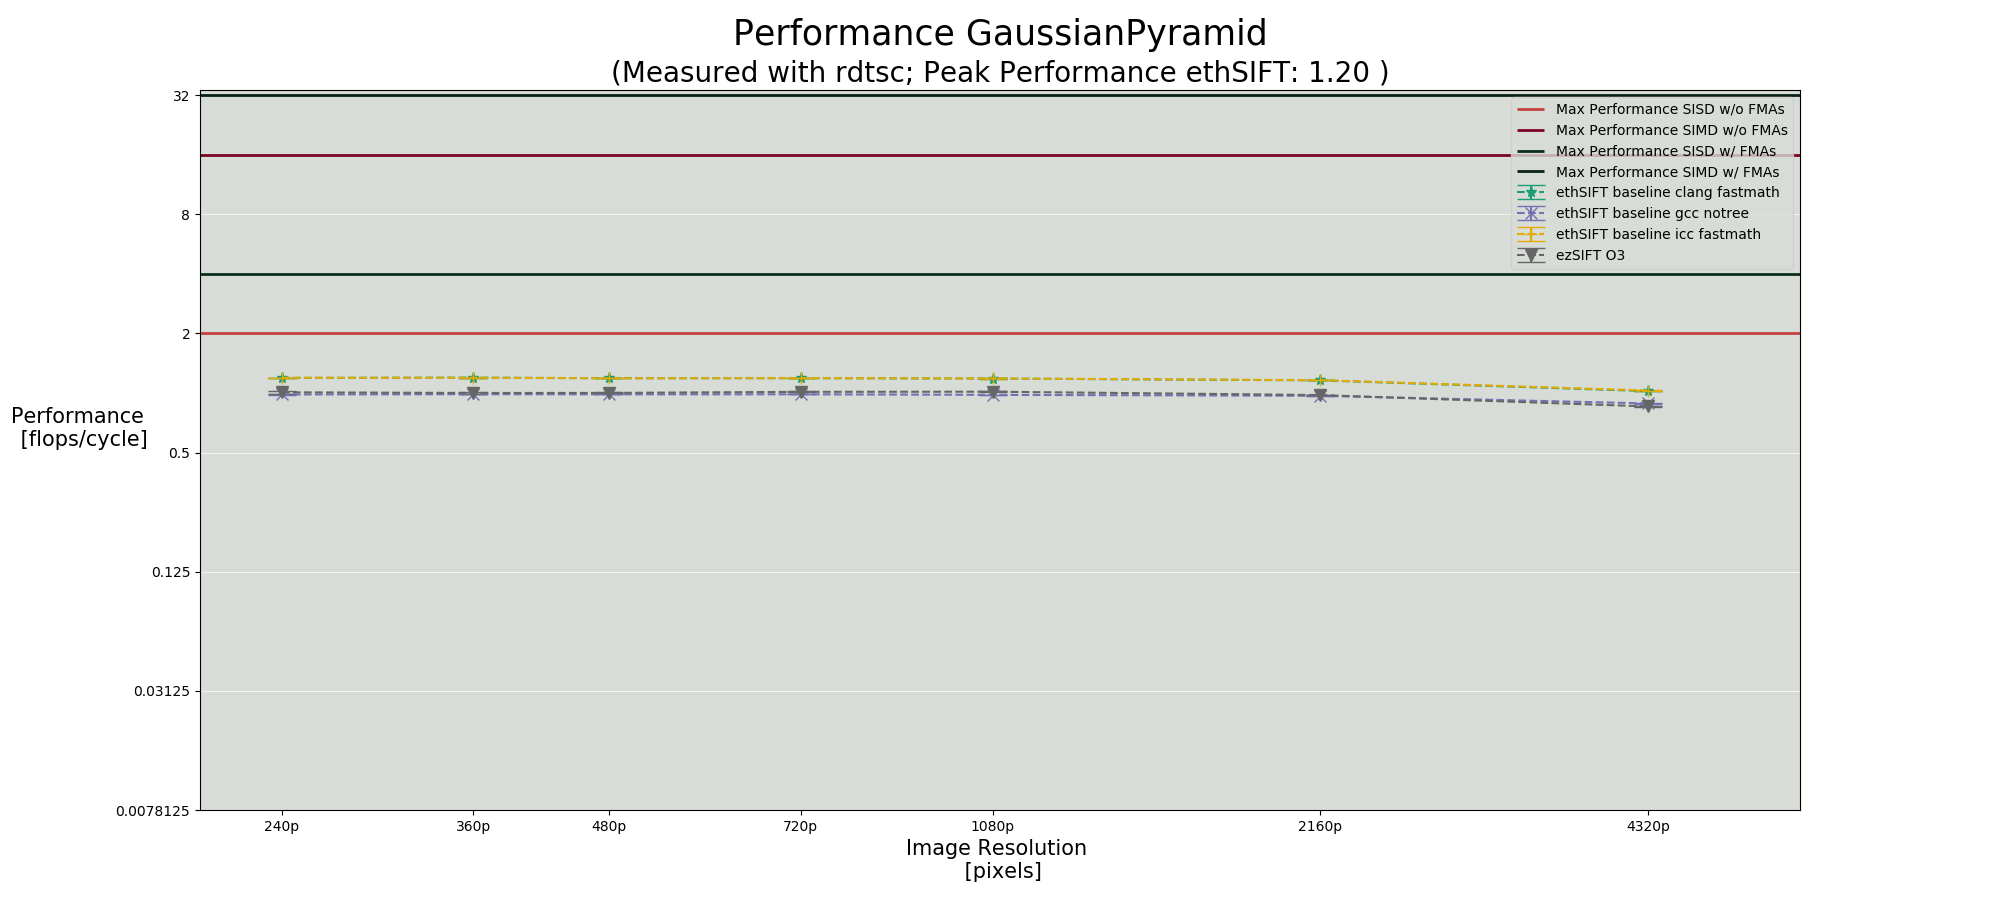 Performance GaussianPyramid
(Measured with rdtsc; Peak Performance ethSIFT: 1.20 )
32
8
2
0.5
0.125
0.03125
0.0078125
Performance
[flops/cycle]
Max Performance SISD w/o FMAs
Max Performance SIMD w/o FMAs
Max Performance SISD w/ FMAs
Max Performance SIMD w/ FMAs
ethSIFT baseline clang fastmath
ethSIFT baseline gcc notree
ethSIFT baseline icc fastmath
ezSIFT O3
240p 360p 480p 720p 1080p 2160p 4320p
Image Resolution
[pixels]